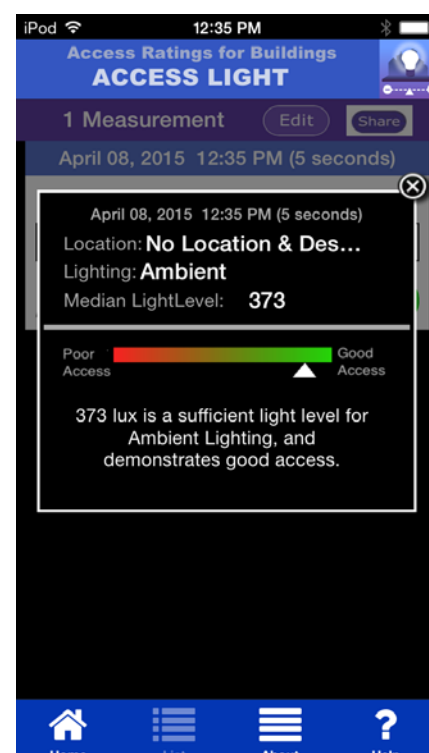 iPod 12:35 PM
Access Ratings for Buildings
ACCESS LIGHT
1 Measurement Edit Share
April 08, 2015 12:35 PM (5 seconds)
April 08, 2015 12:35 PM (5 seconds)
Location: No Location & Des...
Lighting: Ambient
Median LightLevel: 373
Poor Access
Good Access
373 lux is a sufficient light level for
Ambient Lighting, and
demonstrates good access.
?